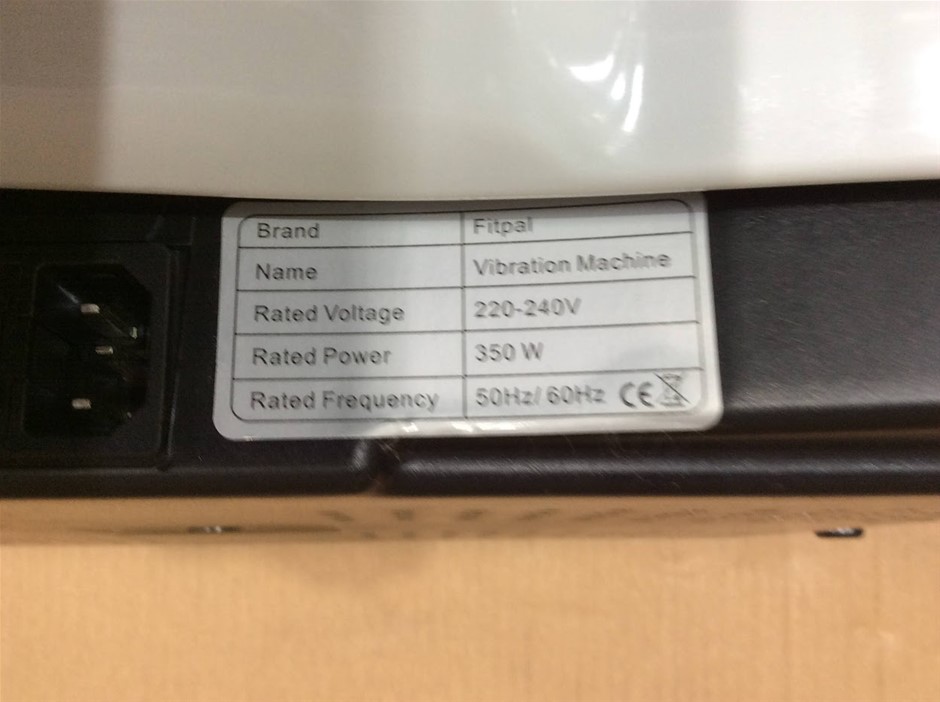 Brand Fitpal
Name Vibration Machine
Rated Voltage 220-240V
Rated Power 350 W
Rated Frequency 50Hz/ 60Hz CE